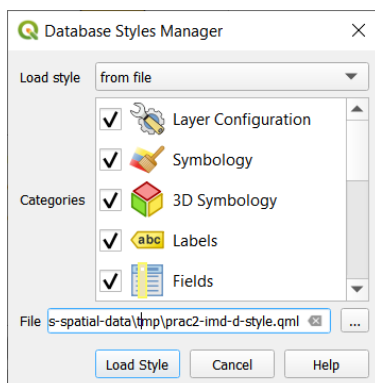 Database Styles Manager
Load style from file
Layer Configuration
Symbology
Categories
3D Symbology
abc Labels
Fields
File s-spatial-data\tmp\prac2-imd-d-style.qml ...
Load Style Cancel Help